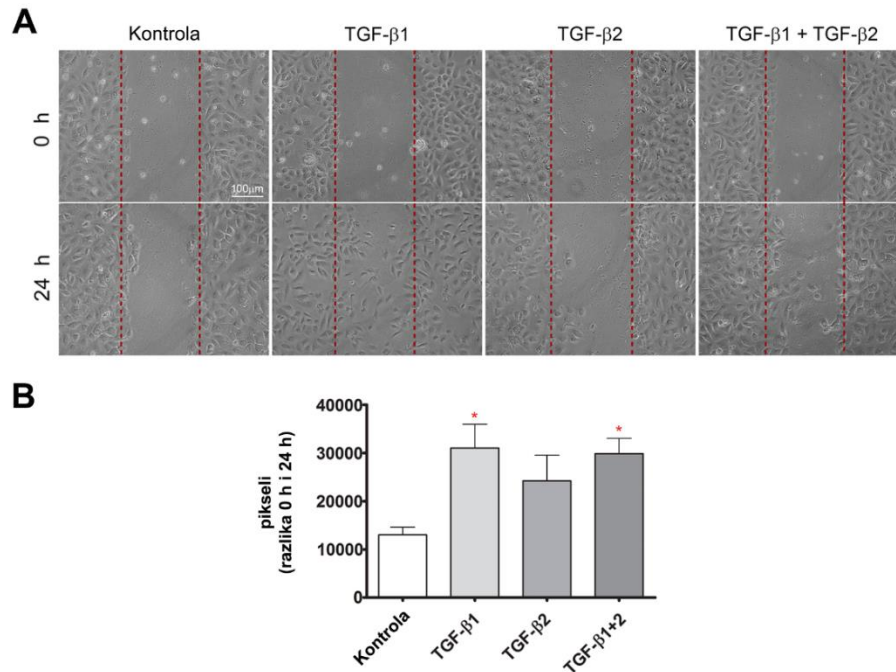 A
Kontrola TGF-β1 TGF-β2 TGF-β1 + TGF-β2
0 h
100μm
24 h
B
pikseli
(razlika 0 h i 24 h)
40000
30000
20000
10000
0
* *
Kontrola TGF-β1 TGF-β2 TGF-β1+2